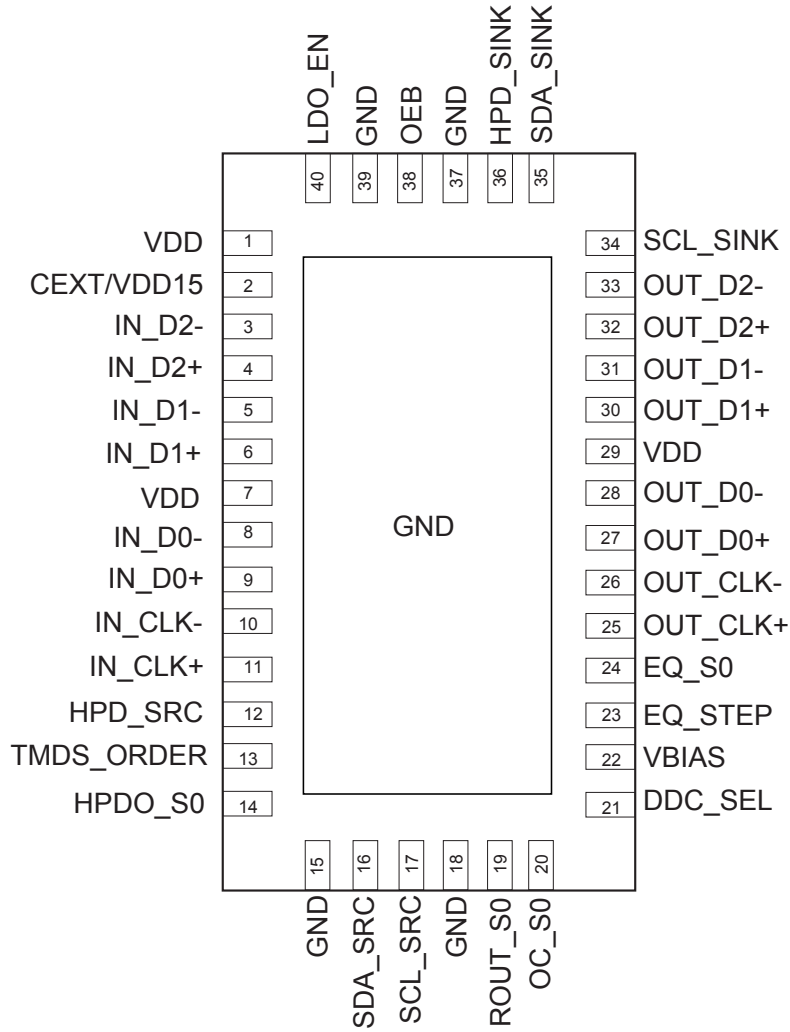 LDO_EN
GND
OEB
GND
HPD_SINK
SDA_SINK
40
39
38
37
36
35
VDD 1
CEXT/VDD15 2
IN_D2- 3
IN_D2+ 4
IN_D1- 5
IN_D1+ 6
VDD 7
IN_D0- 8
IN_D0+ 9
IN_CLK- 10
IN_CLK+ 11
HPD_SRC 12
TMDS_ORDER 13
HPDO_S0 14
GND
34 SCL_SINK
33 OUT_D2-
32 OUT_D2+
31 OUT_D1-
30 OUT_D1+
29 VDD
28 OUT_D0-
27 OUT_D0+
26 OUT_CLK-
25 OUT_CLK+
24 EQ_S0
23 EQ_STEP
22 VBIAS
21 DDC_SEL
15
16
17
18
19
20
GND
SDA_SRC
SCL_SRC
GND
ROUT_S0
OC_S0